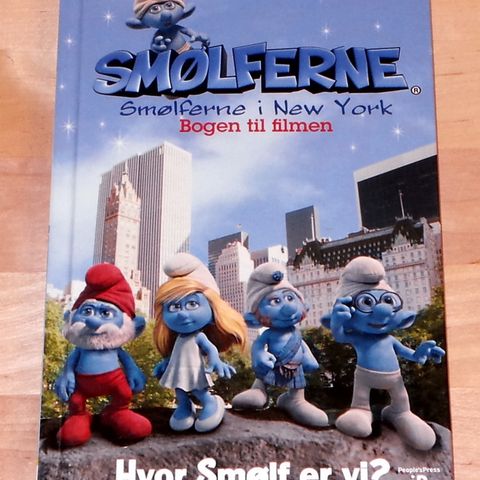 SMØLFERNE®
Smølferne i New York
Bogen til filmen
Hvor Smølf er vi?
People'sPress